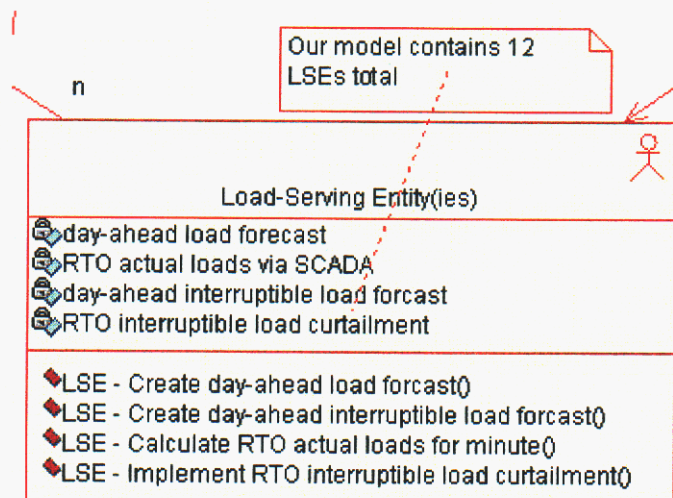 Our model contains 12
LSEs total
n
Load-Serving Entity(ies)
day-ahead load forecast
RTO actual loads via SCADA
day-ahead interruptible load forcast
RTO interruptible load curtailment
LSE - Create day-ahead load forcast()
LSE - Create day-ahead interruptible load forcast()
LSE - Calculate RTO actual loads for minute()
LSE - Implement RTO interruptible load curtailment()